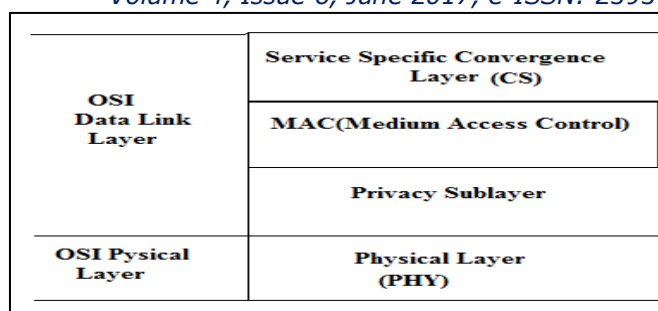 Volume 4, Issue 6, June 2017, e-ISSN: 2393
Service Specific Convergence
Layer (CS)
OSI
Data Link
Layer
MAC(Medium Access Control)
Privacy Sublayer
OSI Pysical
Layer
Physical Layer
(PHY)